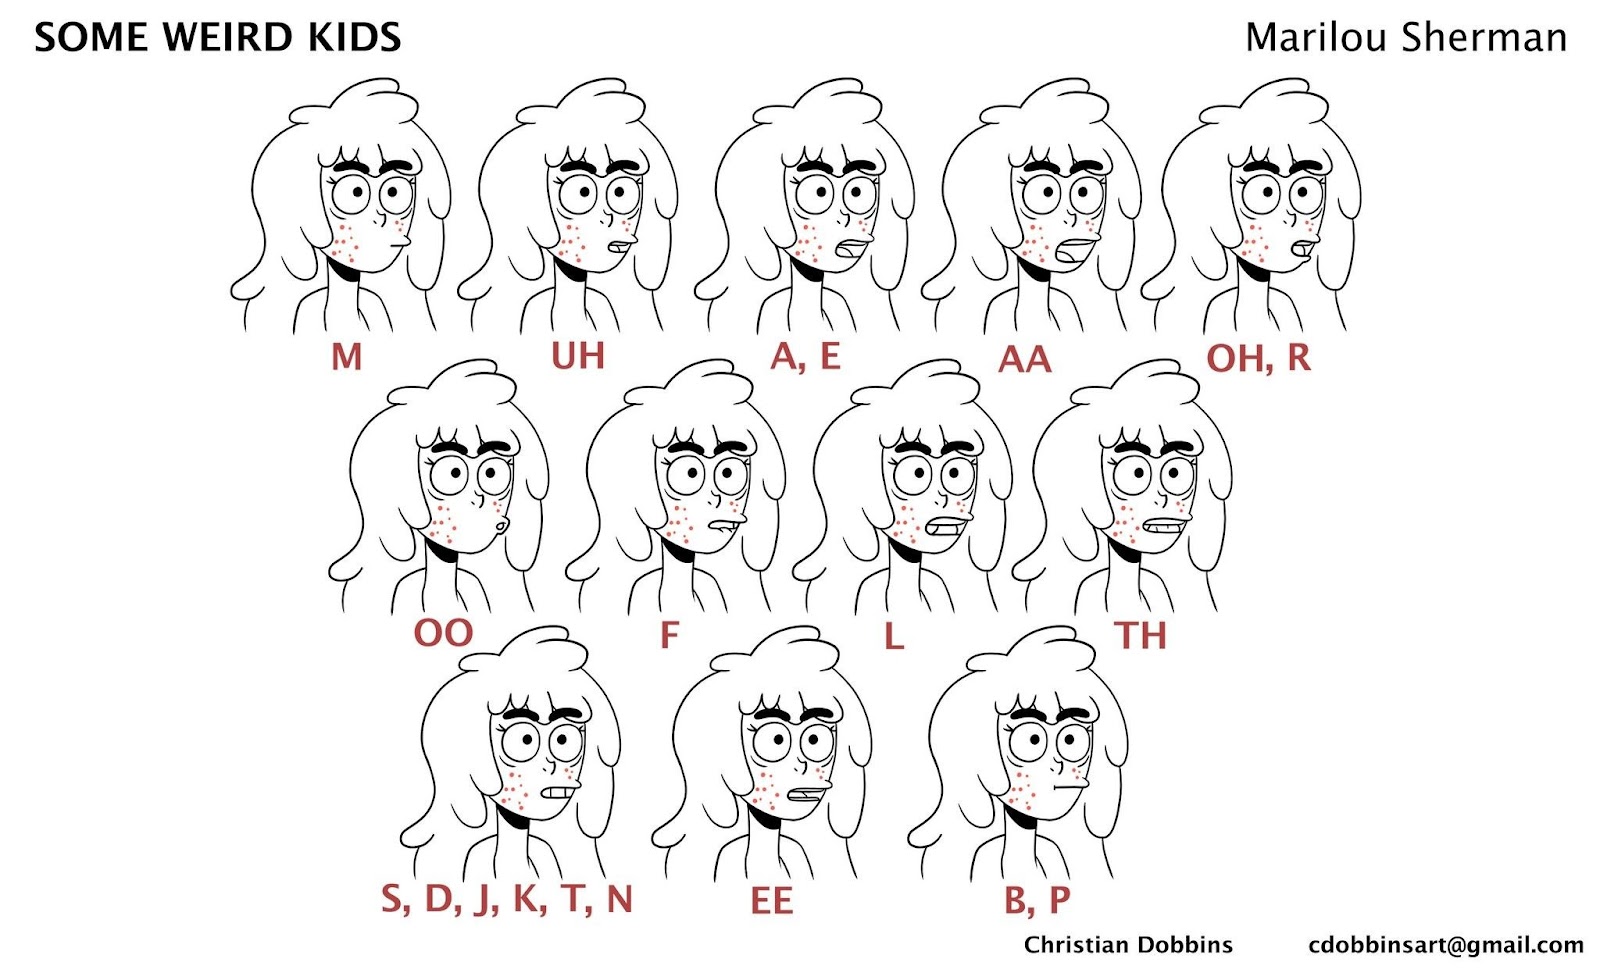 SOME WEIRD KIDS
Marilou Sherman
M
UH
A, E
AA
OH, R
OO
F
L
TH
S, D, J, K, T, N
EE
B, P
Christian Dobbins
cdobbinsart@gmail.com